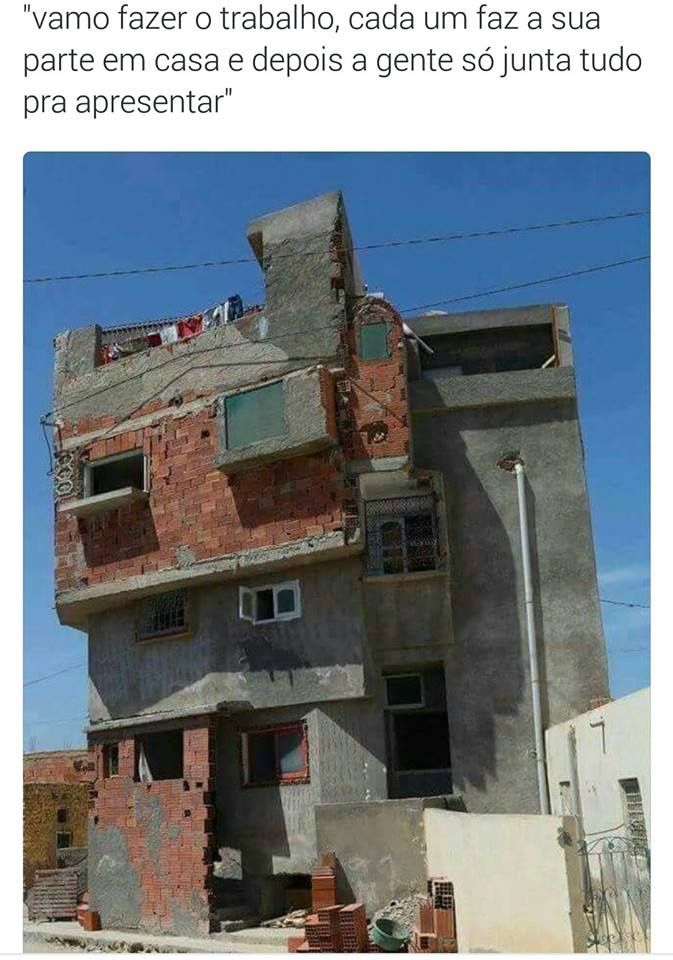 "vamo fazer o trabalho, cada um faz a sua
parte em casa e depois a gente só junta tudo
pra apresentar"